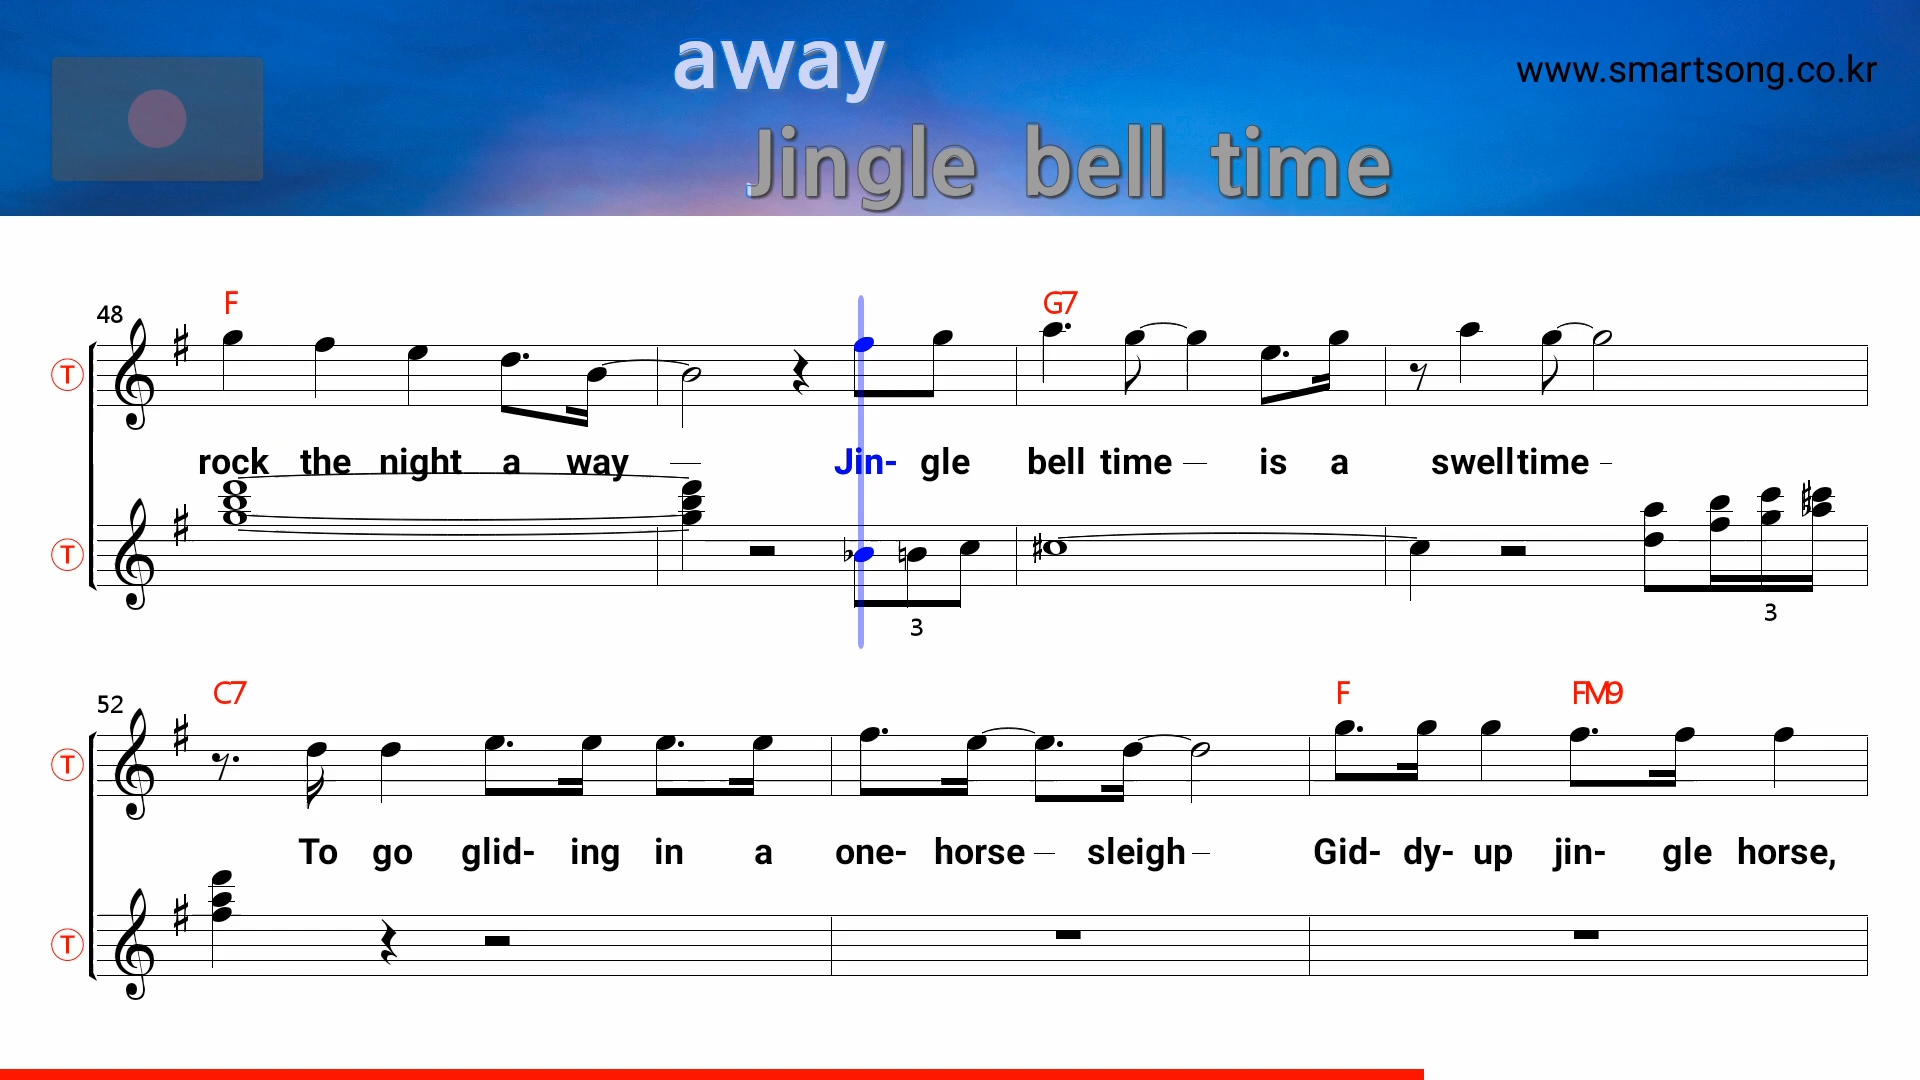 away
www.smartsong.co.kr
Jingle bell time
F G7
48
T
rock the night a way Jin- gle bell time is a swell time
T
3 3
C7 F FM9
52
T
To go glid- ing in a one- horse sleigh Gid- dy- up jin- gle horse,
T